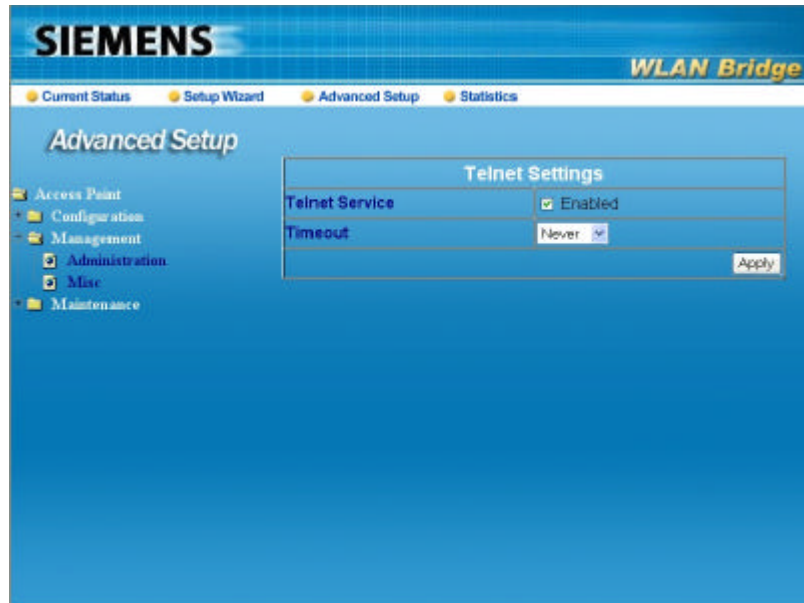 SIEMENS
WLAN Bridge
Current Status Setup Wizard Advanced Setup Statistics
Advanced Setup
Telnet Settings
Access Point
Telnet Service Enabled
Configuration
Timeout Never
Management
Apply
Administration
Misc
Maintenance